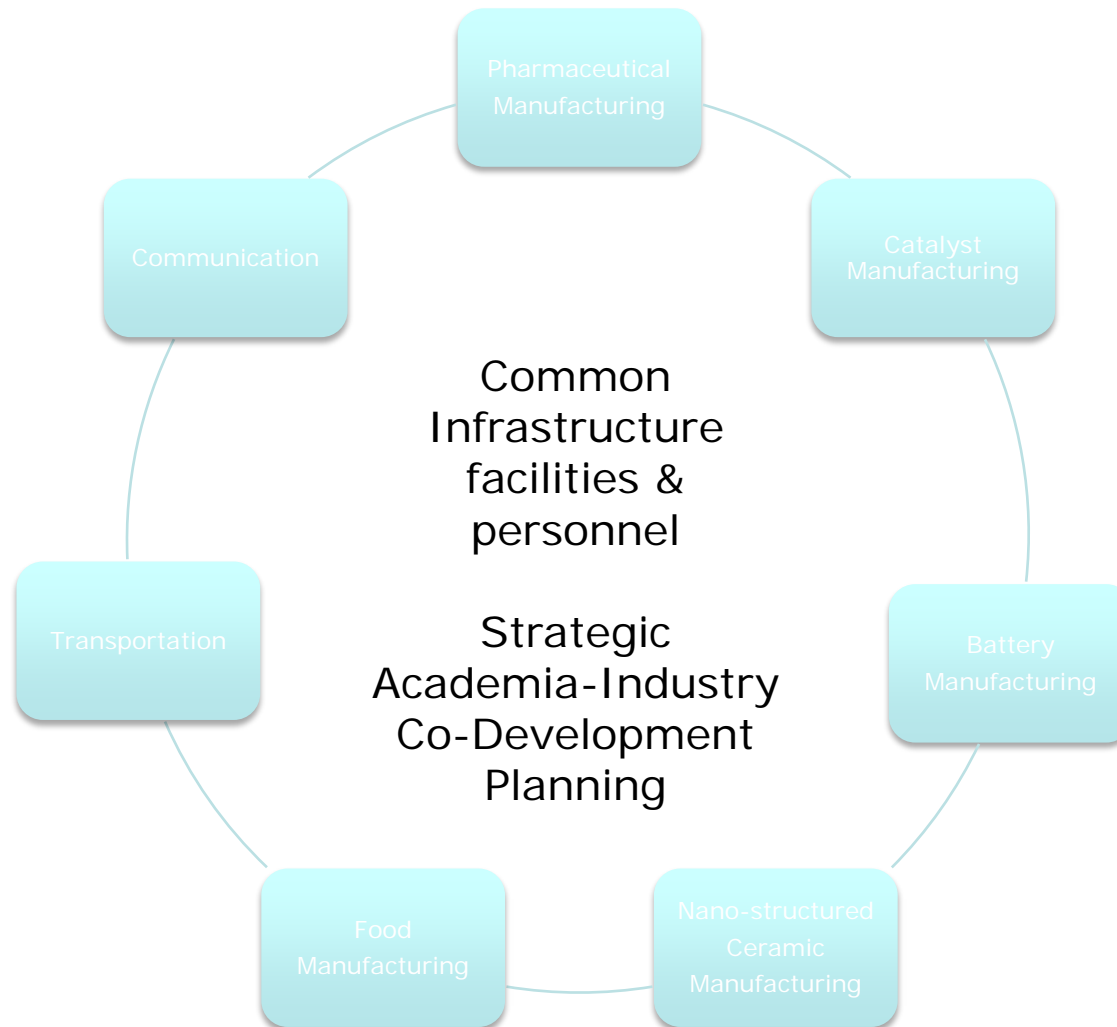 Pharmaceutical
Manufacturing
Communication
Catalyst
Manufacturing
Common
Infrastructure
facilities &
personnel
Strategic
Academia-Industry
Co-Development
Planning
Transportation
Battery
Manufacturing
Food
Manufacturing
Nano-structured
Ceramic
Manufacturing